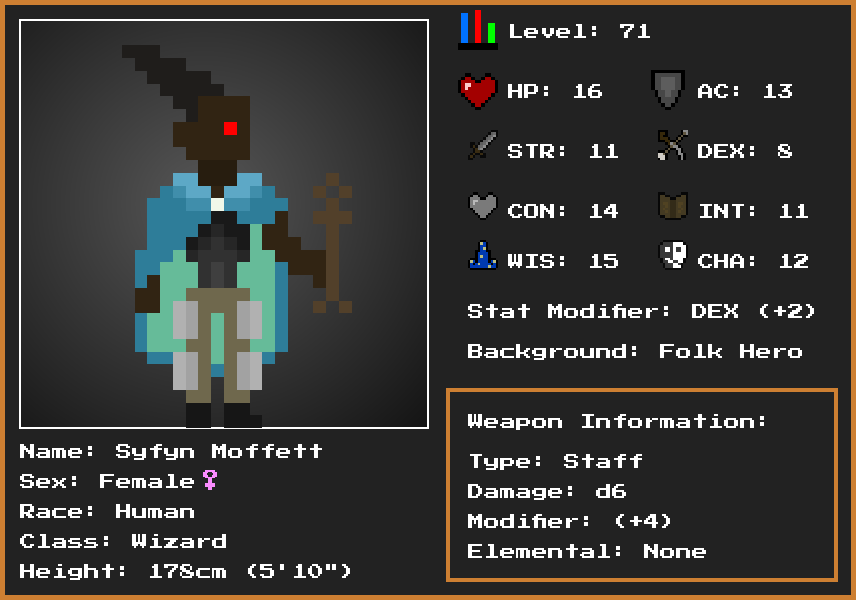 Level: 71
HP: 16
AC: 13
STR: 11
DEX: 8
CON: 14
INT: 11
WIS: 15
CHA: 12
Stat Modifier: DEX (+2)
Background: Folk Hero
Weapon Information:
Type: Staff
Damage: d6
Modifier: (+4)
Elemental: None
Name: Syfyn Moffett
Sex: Female♀
Race: Human
Class: Wizard
Height: 178cm (5'10")